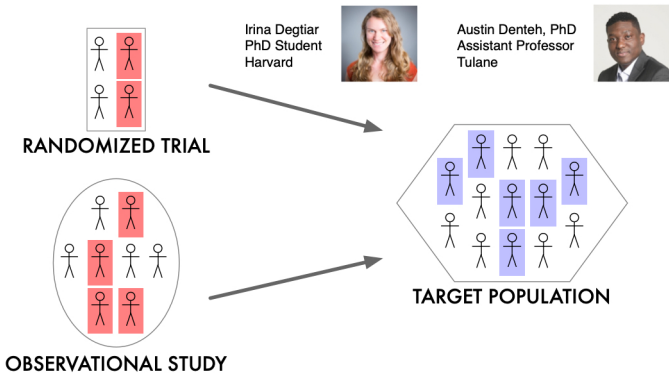 Irina Degtiar
PhD Student
Harvard
Austin Denteh, PhD
Assistant Professor
Tulane
RANDOMIZED TRIAL
OBSERVATIONAL STUDY
TARGET POPULATION